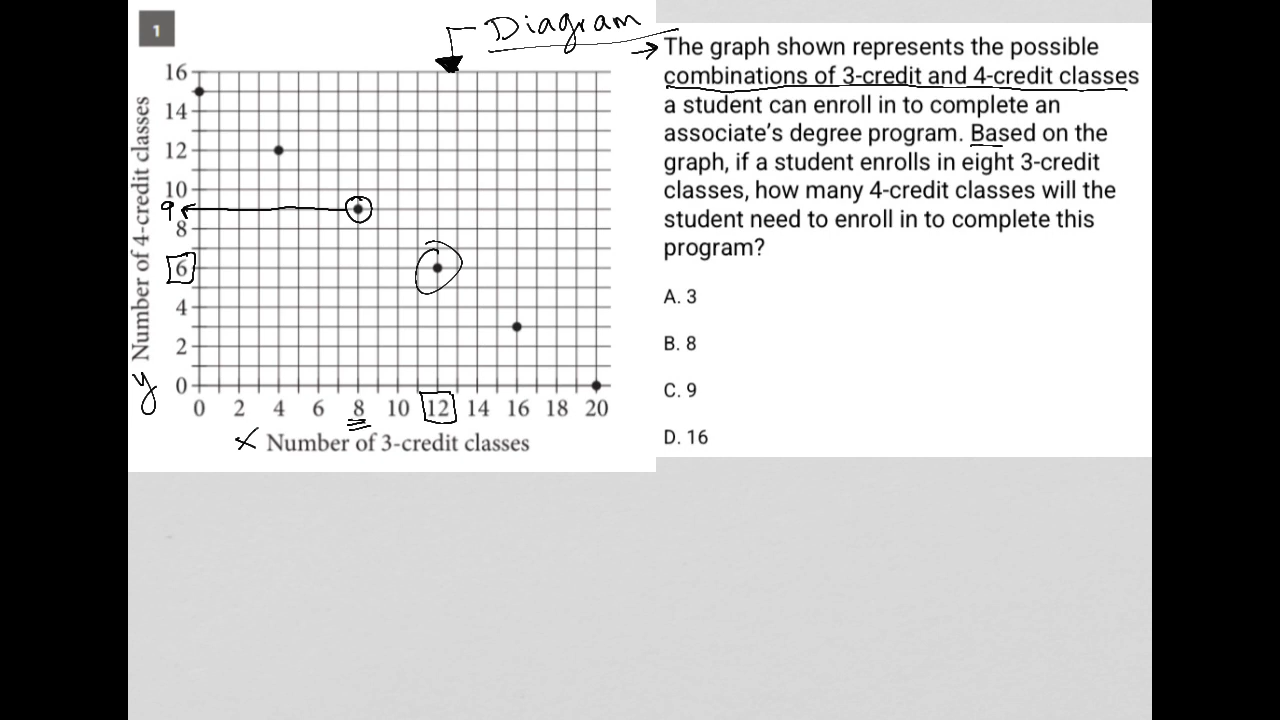 1
Diagram
16
14
12
10
9
8
6
4
2
0
Number of 4-credit classes
y
0 2 4 6 8 10 12 14 16 18 20
x Number of 3-credit classes
The graph shown represents the possible
combinations of 3-credit and 4-credit classes
a student can enroll in to complete an
associate’s degree program. Based on the
graph, if a student enrolls in eight 3-credit
classes, how many 4-credit classes will the
student need to enroll in to complete this
program?
A. 3
B. 8
C. 9
D. 16